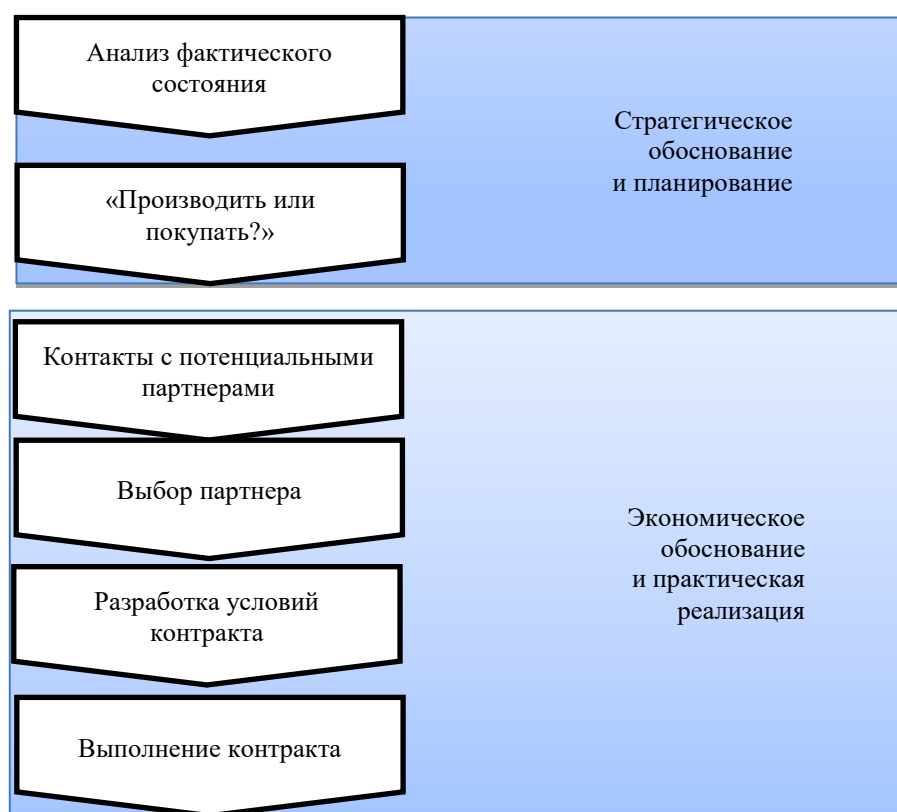 Анализ фактического
состояния
Стратегическое
обоснование
и планирование
«Производить или
покупать?»
Контакты с потенциальными
партнерами
Выбор партнера
Экономическое
обоснование
и практическая
реализация
Разработка условий
контракта
Выполнение контракта